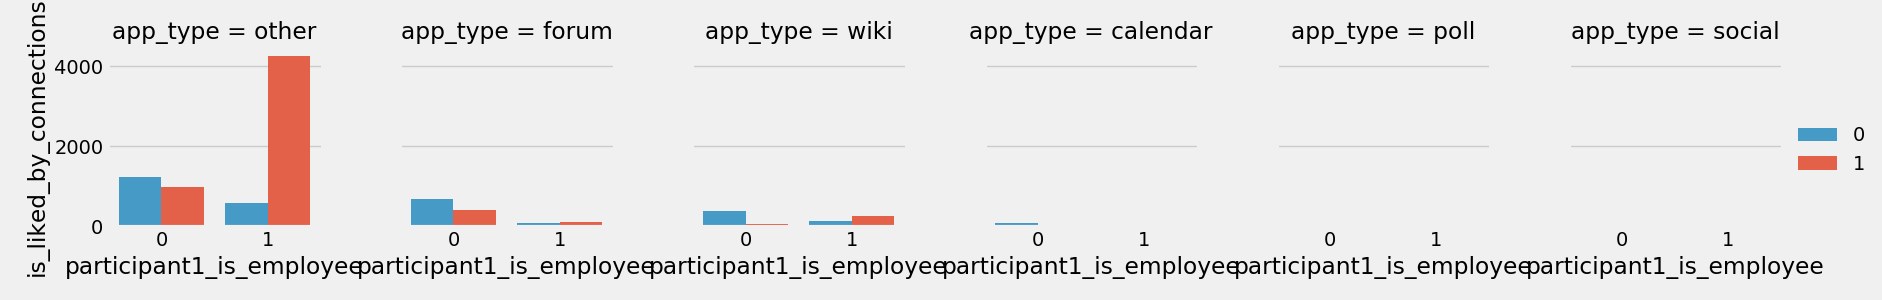 app_type = other
app_type = forum
app_type = wiki
app_type = calendar
app_type = poll
app_type = social
is_liked_by_connections
4000
2000
0
0
1
0 1
0 1
0 1
0 1
0 1
0 1
participant1_is_employee
participant1_is_employee
participant1_is_employee
participant1_is_employee
participant1_is_employee
participant1_is_employee